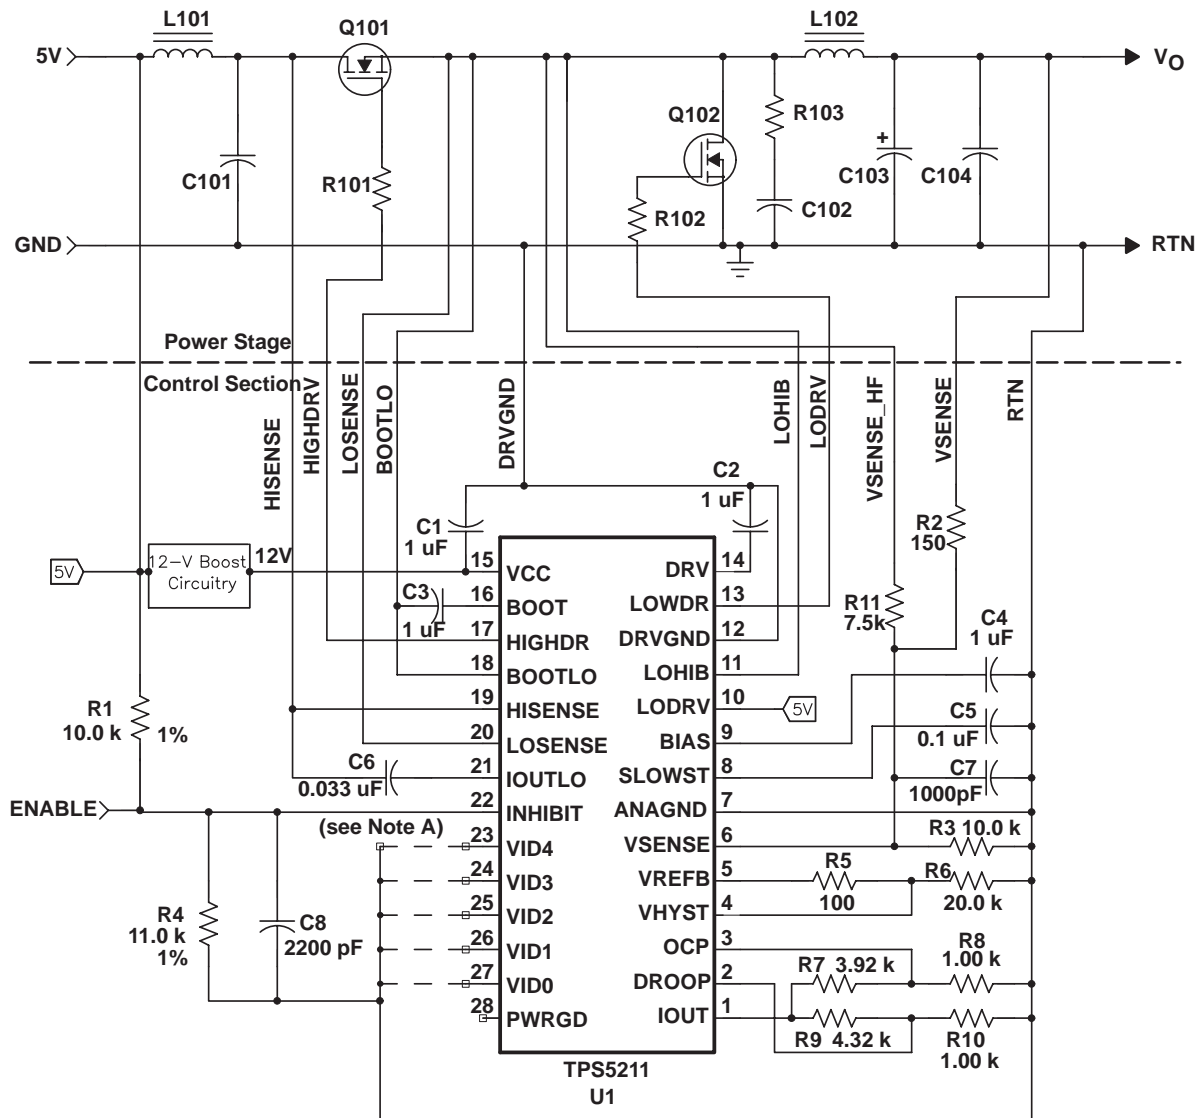 L101
Q101
L102
5V
VO
Q102
R103
C101
R101
C103
C104
R102
C102
GND
RTN
Power Stage
Control Section
HISENSE
HIGHDRV
LOSENSE
BOOTLO
DRVGND
LOHIB
LODRV
VSENSE_HF
VSENSE
RTN
C2
1 uF
C1
1 uF
R2
150
5V
12-V Boost
Circuitry
12V
15 VCC
DRV 14
C3
1 uF
16 BOOT
LOWDR 13
R11
7.5k
17 HIGHDR
DRVGND 12
C4
1 uF
18 BOOTLO
LOHIB 11
R1
10.0 k
1%
19 HISENSE
LODRV 10
5V
C5
0.1 uF
20 LOSENSE
BIAS 9
C6
0.033 uF
21 IOUTLO
SLOWST 8
C7
1000pF
ENABLE
22 INHIBIT
ANAGND 7
(see Note A)
23 VID4
VSENSE 6
R3 10.0 k
24 VID3
VREFB 5
R5
100
R6
20.0 k
25 VID2
VHYST 4
R4
11.0 k
1%
C8
2200 pF
26 VID1
OCP 3
R8
1.00 k
R7 3.92 k
27 VID0
DROOP 2
28 PWRGD
IOUT 1
R9 4.32 k
R10
1.00 k
TPS5211
U1